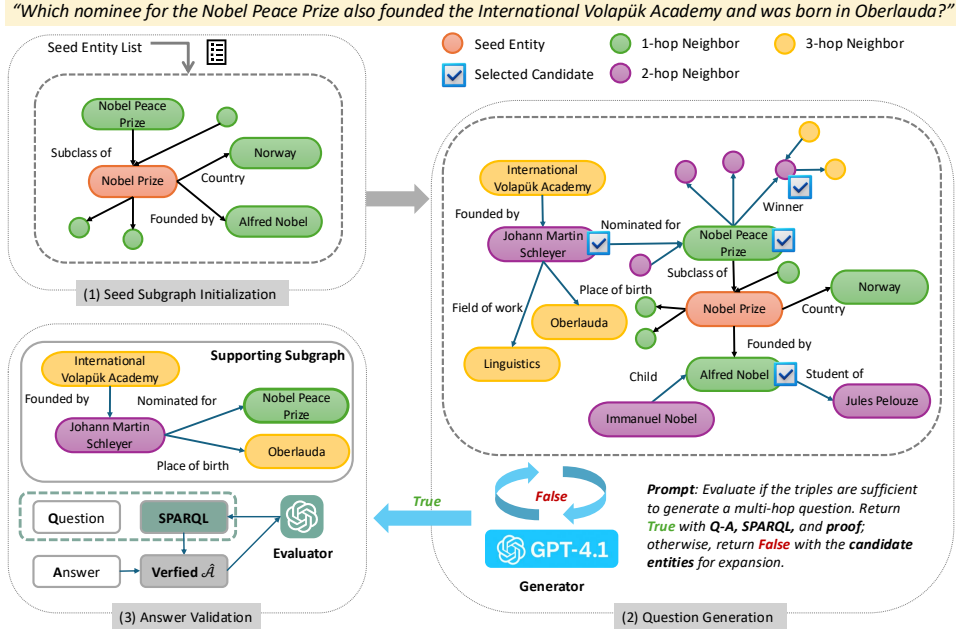 “Which nominee for the Nobel Peace Prize also founded the International Volapük Academy and was born in Oberlauda?”
Seed Entity List
Nobel Peace
Prize
Subclass of
Norway
Nobel Prize
Country
Founded by
Alfred Nobel
(1) Seed Subgraph Initialization
Seed Entity
1-hop Neighbor
3-hop Neighbor
Selected Candidate
2-hop Neighbor
International
Volapük Academy
Winner
Founded by
Nominated for
Johann Martin
Schleyer
Nobel Peace
Prize
Subclass of
Place of birth
Norway
Field of work
Nobel Prize
Country
Oberlauda
Founded by
Linguistics
Child
Alfred Nobel
Student of
Immanuel Nobel
Jules Pelouze
False
GPT-4.1
Generator
Prompt: Evaluate if the triples are sufficient
to generate a multi-hop question. Return
True with Q-A, SPARQL, and proof;
otherwise, return False with the candidate
entities for expansion.
(2) Question Generation
True
Supporting Subgraph
International
Volapük Academy
Founded by
Nominated for
Nobel Peace
Prize
Johann Martin
Schleyer
Oberlauda
Place of birth
Question
SPARQL
Evaluator
Answer
Verfied Â
(3) Answer Validation